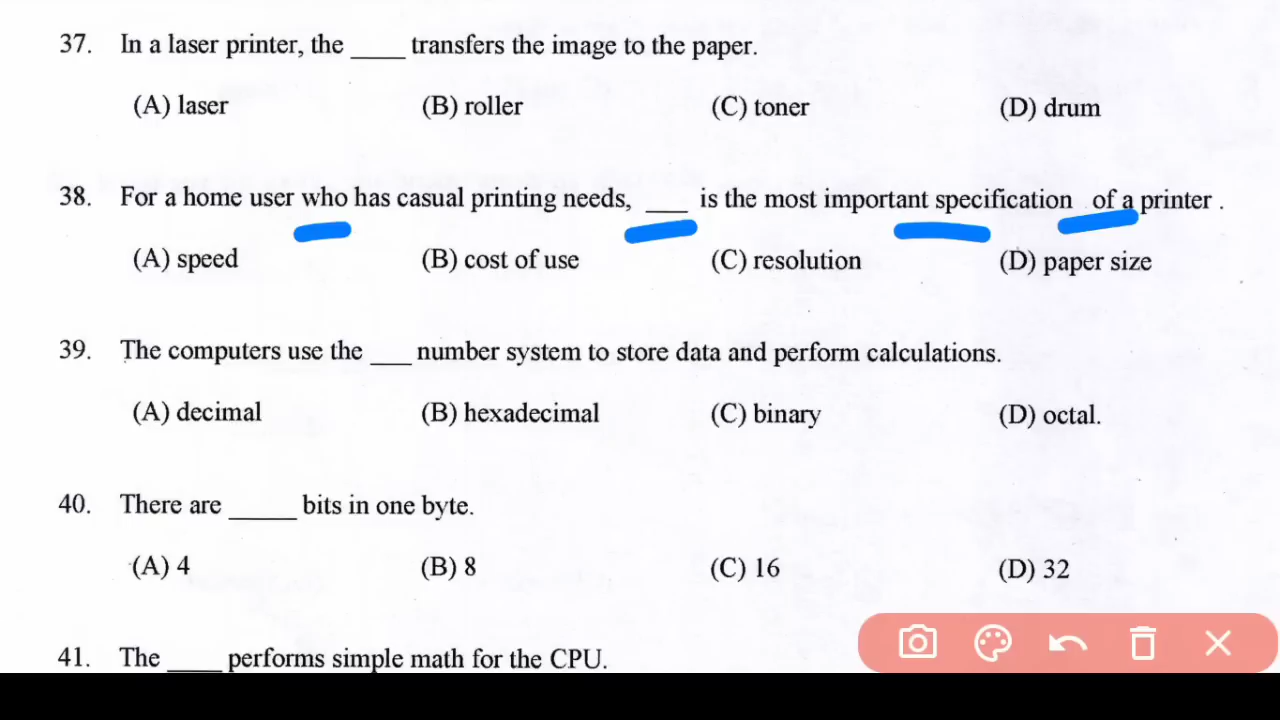 37. In a laser printer, the ____ transfers the image to the paper.
(A) laser (B) roller (C) toner (D) drum
38. For a home user who has casual printing needs, ___ is the most important specification of a printer .
(A) speed (B) cost of use (C) resolution (D) paper size
39. The computers use the ___ number system to store data and perform calculations.
(A) decimal (B) hexadecimal (C) binary (D) octal.
40. There are _____ bits in one byte.
(A) 4 (B) 8 (C) 16 (D) 32
41. The ____ performs simple math for the CPU.